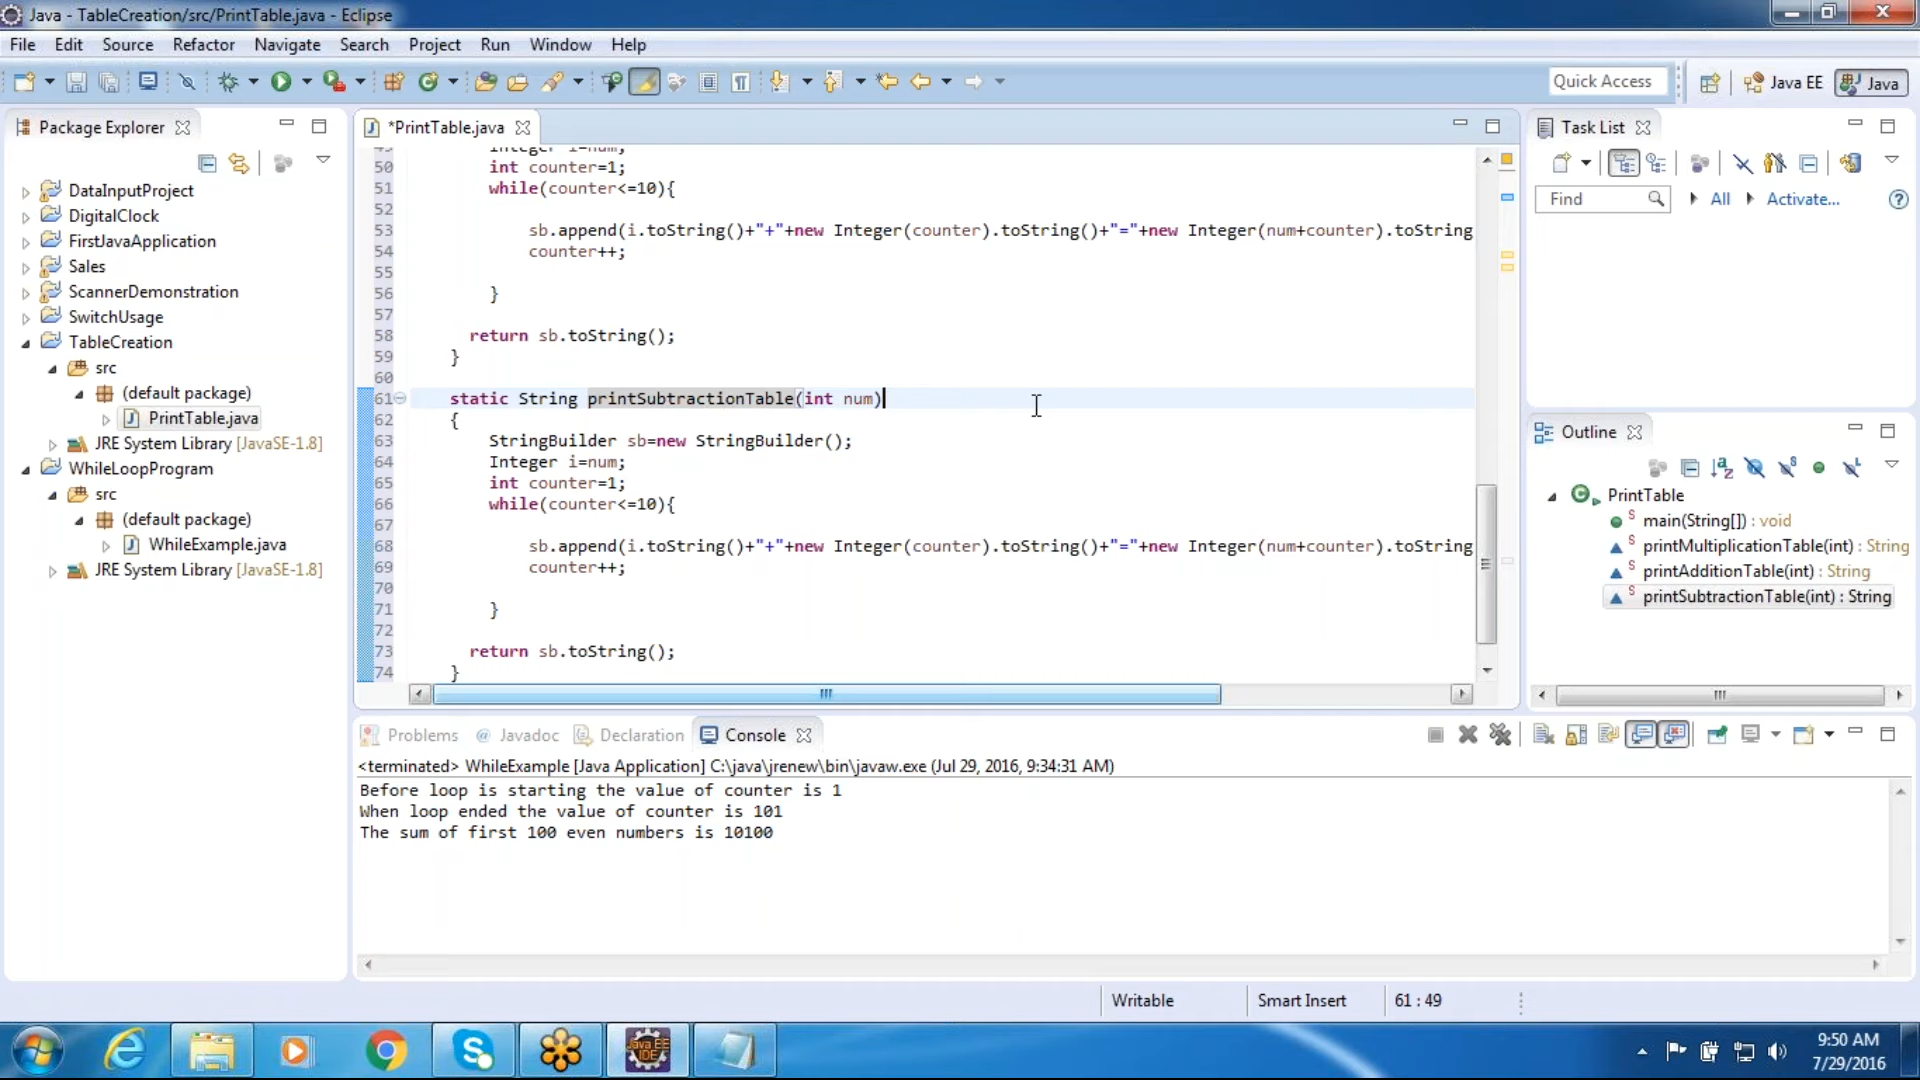 Java - TableCreation/src/PrintTable.java - Eclipse
File Edit Source Refactor Navigate Search Project Run Window Help
Quick Access
Java EE
Java
Package Explorer
*PrintTable.java
Task List
DataInputProject
DigitalClock
FirstJavaApplication
Sales
ScannerDemonstration
SwitchUsage
TableCreation
src
(default package)
PrintTable.java
JRE System Library [JavaSE-1.8]
WhileLoopProgram
src
(default package)
WhileExample.java
JRE System Library [JavaSE-1.8]
49 Integer i=num;
50 int counter=1;
51 while(counter<=10){
52
53 sb.append(i.toString()+"+"+new Integer(counter).toString()+"="+new Integer(num+counter).toString
54 counter++;
55
56 }
57
58 return sb.toString();
59 }
60
61 static String printSubtractionTable(int num)
62 {
63 StringBuilder sb=new StringBuilder();
64 Integer i=num;
65 int counter=1;
66 while(counter<=10){
67
68 sb.append(i.toString()+"+"+new Integer(counter).toString()+"="+new Integer(num+counter).toString
69 counter++;
70
71 }
72
73 return sb.toString();
74 }
Find
All
Activate...
Outline
PrintTable
main(String[]) : void
printMultiplicationTable(int) : String
printAdditionTable(int) : String
printSubtractionTable(int) : String
Problems @ Javadoc Declaration Console
<terminated> WhileExample [Java Application] C:\java\jrenew\bin\javaw.exe (Jul 29, 2016, 9:34:31 AM)
Before loop is starting the value of counter is 1
When loop ended the value of counter is 101
The sum of first 100 even numbers is 10100
Writable
Smart Insert
61 : 49
Java EE
IDE
9:50 AM
7/29/2016